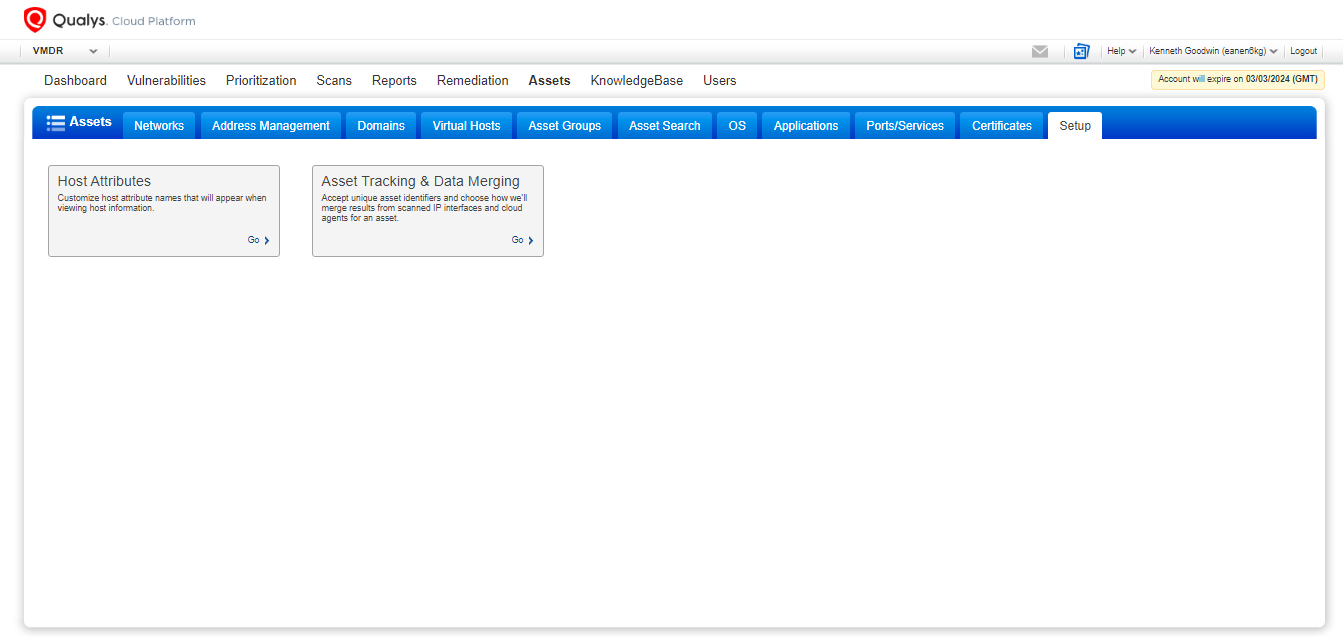 Qualys. Cloud Platform
VMDR
Help
Kenneth Goodwin (eanen6kg)
Logout
Dashboard Vulnerabilities Prioritization Scans Reports Remediation Assets KnowledgeBase Users
Account will expire on 03/03/2024 (GMT)
Assets Networks Address Management Domains Virtual Hosts Asset Groups Asset Search OS Applications Ports/Services Certificates Setup
Host Attributes
Customize host attribute names that will appear when
viewing host information.
Go
Asset Tracking & Data Merging
Accept unique asset identifiers and choose how we'll
merge results from scanned IP interfaces and cloud
agents for an asset.
Go